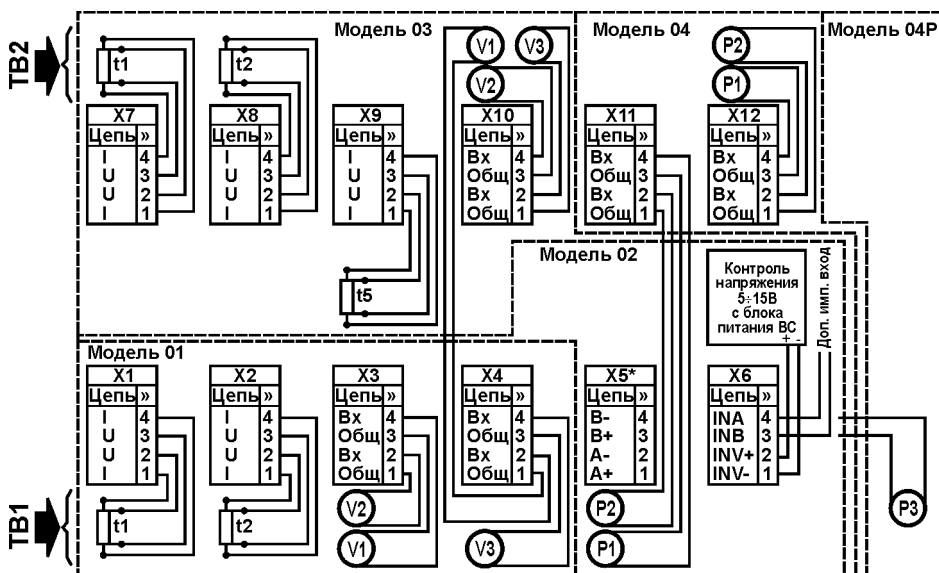 Модель 03
Модель 04
Модель 04Р
ТВ2
t1
t2
V1
V3
V2
P2
P1
X7
Цепь »
I 4
U 3
U 2
I 1
X8
Цепь »
I 4
U 3
U 2
I 1
X9
Цепь »
I 4
U 3
U 2
I 1
X10
Цепь »
Вх 4
Общ 3
Вх 2
Общ 1
X11
Цепь »
Вх 4
Общ 3
Вх 2
Общ 1
X12
Цепь »
Вх 4
Общ 3
Вх 2
Общ 1
t5
Модель 02
Контроль
напряжения
5÷15В
с блока
питания ВС
+ -
Доп. имп. вход
Модель 01
X1
Цепь »
I 4
U 3
U 2
I 1
X2
Цепь »
I 4
U 3
U 2
I 1
X3
Цепь »
Вх 4
Общ 3
Вх 2
Общ 1
X4
Цепь »
Вх 4
Общ 3
Вх 2
Общ 1
X5*
Цепь »
B- 4
B+ 3
A- 2
A+ 1
X6
Цепь »
INA 4
INB 3
INV+ 2
INV- 1
ТВ1
t1
t2
V2
V1
V3
P2
P1
P3